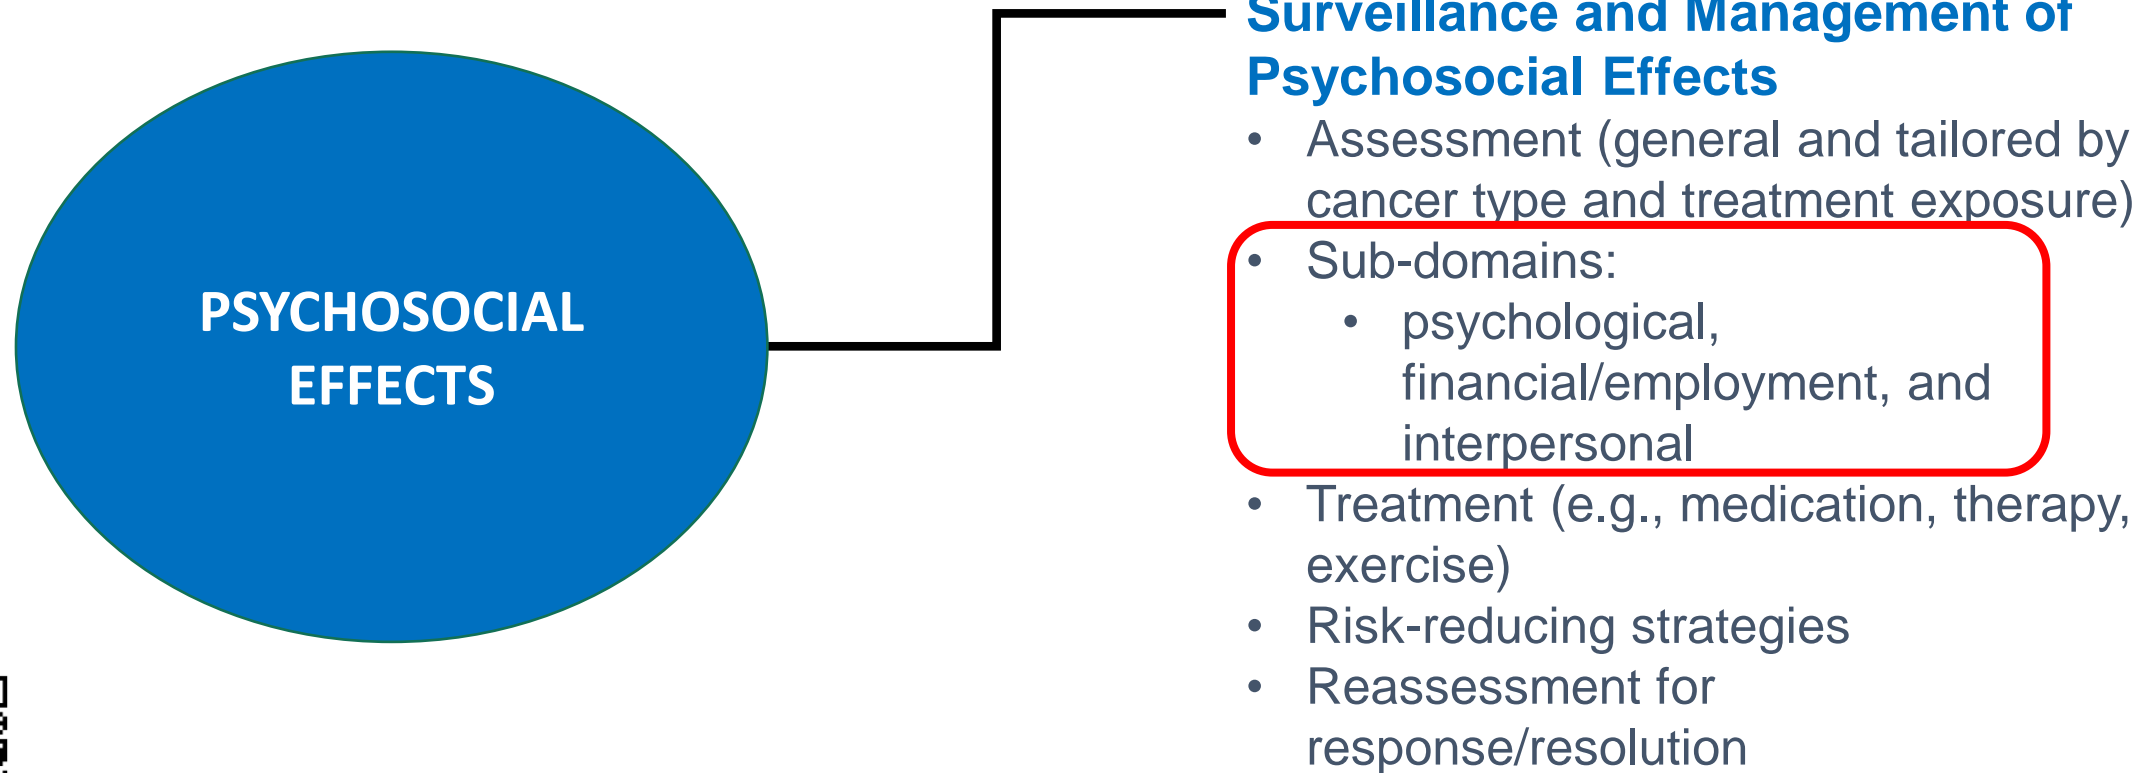 PSYCHOSOCIAL
EFFECTS
Surveillance and Management of
Psychosocial Effects
• Assessment (general and tailored by
cancer type and treatment exposure)
• Sub-domains:
• psychological,
financial/employment, and
interpersonal
• Treatment (e.g., medication, therapy,
exercise)
• Risk-reducing strategies
• Reassessment for
response/resolution